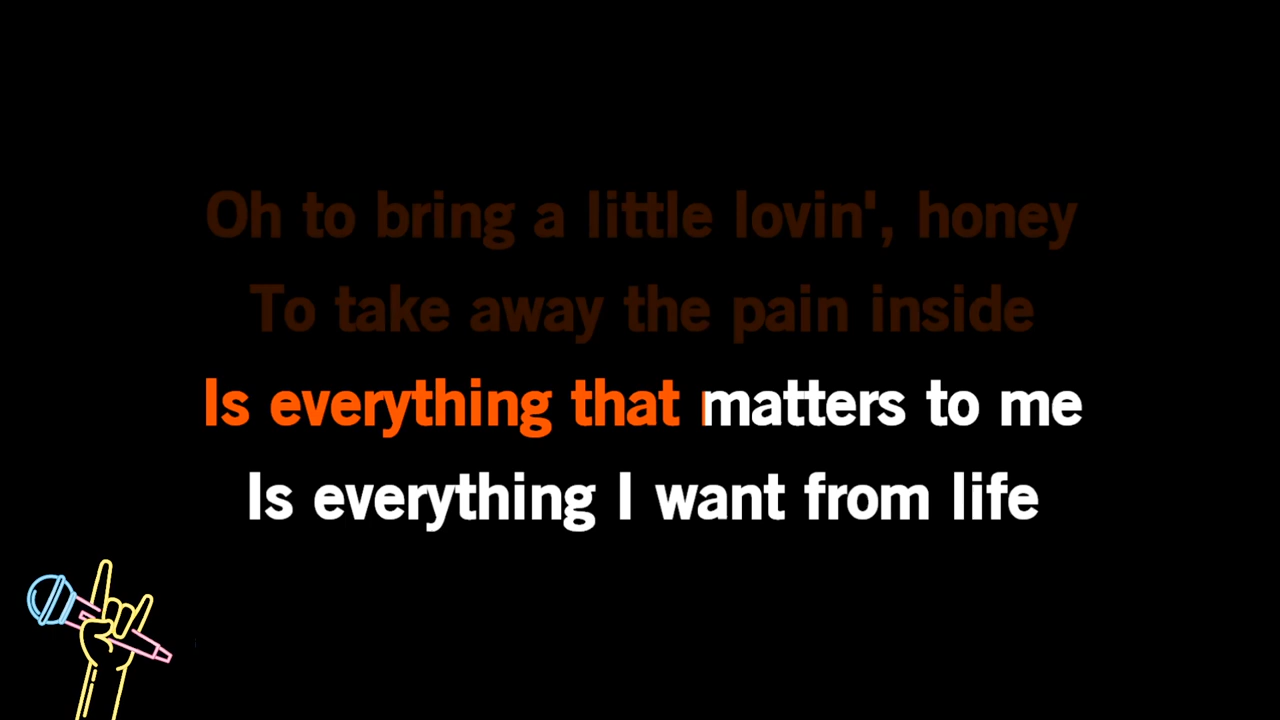 Oh to bring a little lovin', honey
To take away the pain inside
Is everything that matters to me
Is everything I want from life